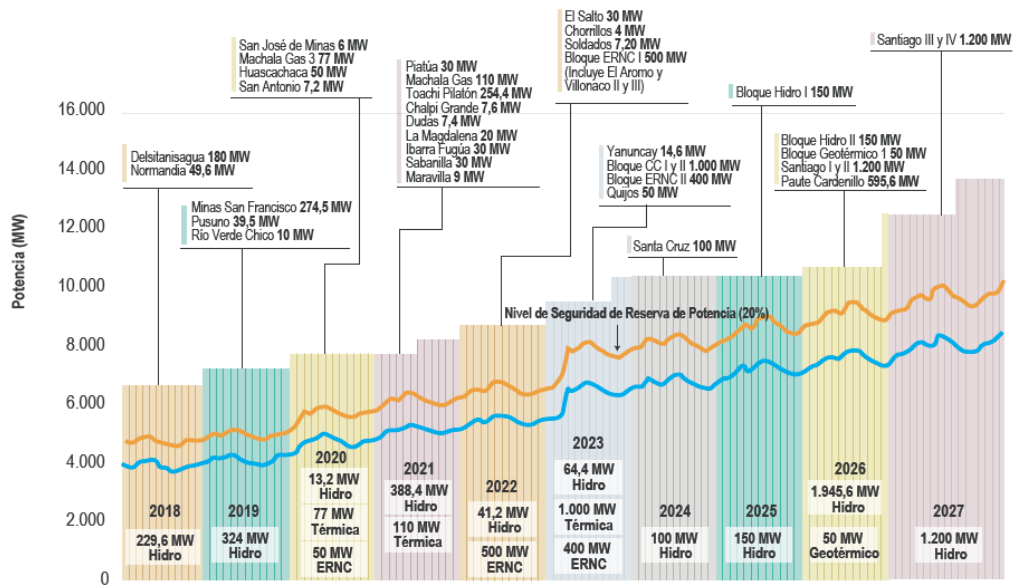 Potencia (MW)
16.000
14.000
12.000
10.000
8.000
6.000
4.000
2.000
0
Delsitanisagua 180 MW
Normandia 49,6 MW
Minas San Francisco 274,5 MW
Pusuno 39,5 MW
Río Verde Chico 10 MW
San José de Minas 6 MW
Machala Gas 3 77 MW
Huascachaca 50 MW
San Antonio 7,2 MW
Piatúa 30 MW
Machala Gas 110 MW
Toachi Pilatón 254,4 MW
Chalpi Grande 7,6 MW
Dudas 7,4 MW
La Magdalena 20 MW
Ibarra Fugúa 30 MW
Sabanilla 30 MW
Maravilla 9 MW
El Salto 30 MW
Chorrillos 4 MW
Soldados 7,20 MW
Bloque ERNC I 500 MW
(Incluye El Aromo y
Villonaco II y III)
Yanuncay 14,6 MW
Bloque CC I y II 1.000 MW
Bloque ERNC II 400 MW
Quijos 50 MW
Santa Cruz 100 MW
Bloque Hidro I 150 MW
Bloque Hidro II 150 MW
Bloque Geotérmico 1 50 MW
Santiago I y II 1.200 MW
Paute Cardenillo 595,6 MW
Santiago III y IV 1.200 MW
Nivel de Seguridad de Reserva de Potencia (20%)
2018
229,6 MW
Hidro
2019
324 MW
Hidro
2020
13,2 MW
Hidro
77 MW
Térmica
50 MW
ERNC
2021
388,4 MW
Hidro
110 MW
Térmica
2022
41,2 MW
Hidro
500 MW
ERNC
2023
64,4 MW
Hidro
1.000 MW
Térmica
400 MW
ERNC
2024
100 MW
Hidro
2025
150 MW
Hidro
2026
1.945,6 MW
Hidro
50 MW
Geotérmico
2027
1.200 MW
Hidro